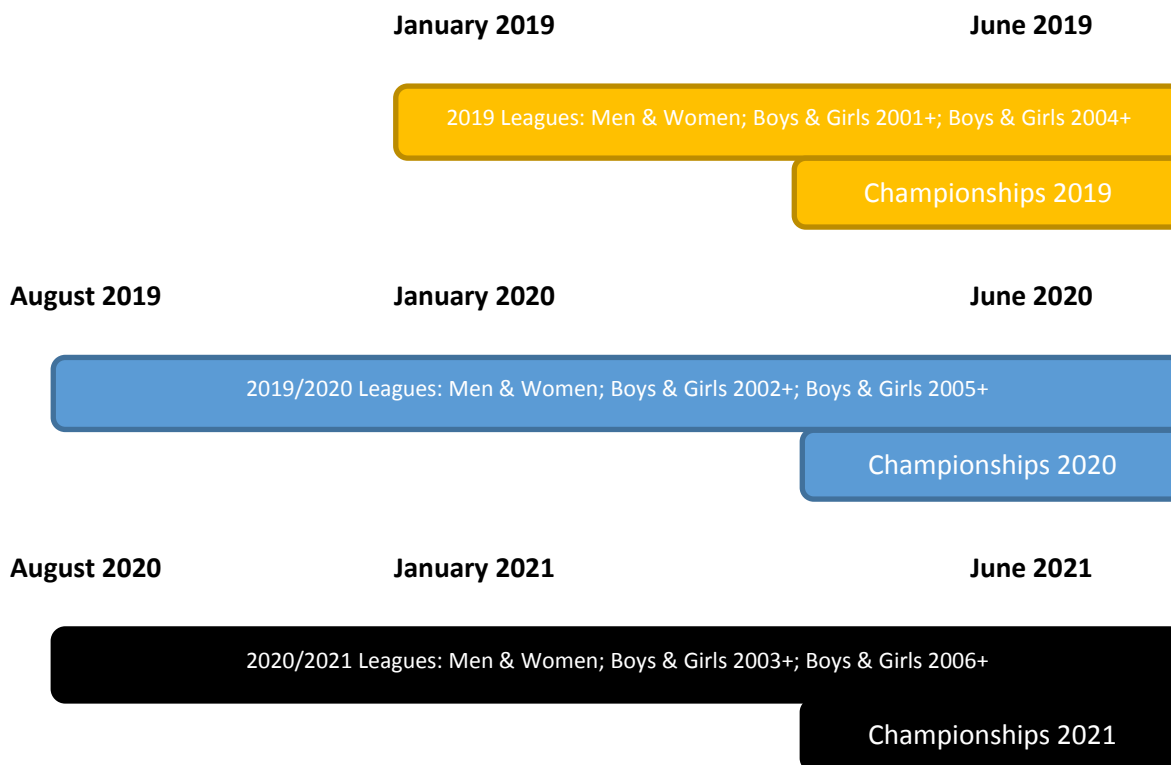 January 2019 June 2019
2019 Leagues: Men & Women; Boys & Girls 2001+; Boys & Girls 2004+
Championships 2019
August 2019 January 2020 June 2020
2019/2020 Leagues: Men & Women; Boys & Girls 2002+; Boys & Girls 2005+
Championships 2020
August 2020 January 2021 June 2021
2020/2021 Leagues: Men & Women; Boys & Girls 2003+; Boys & Girls 2006+
Championships 2021